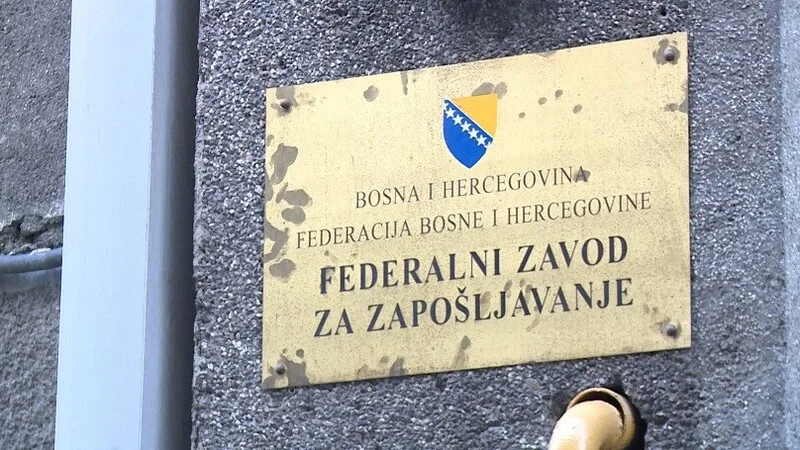 BOSNA I HERCEGOVINA
FEDERACIJA BOSNE I HERCEGOVINE
FEDERALNI ZAVOD
ZA ZAPOŠLJAVANJE